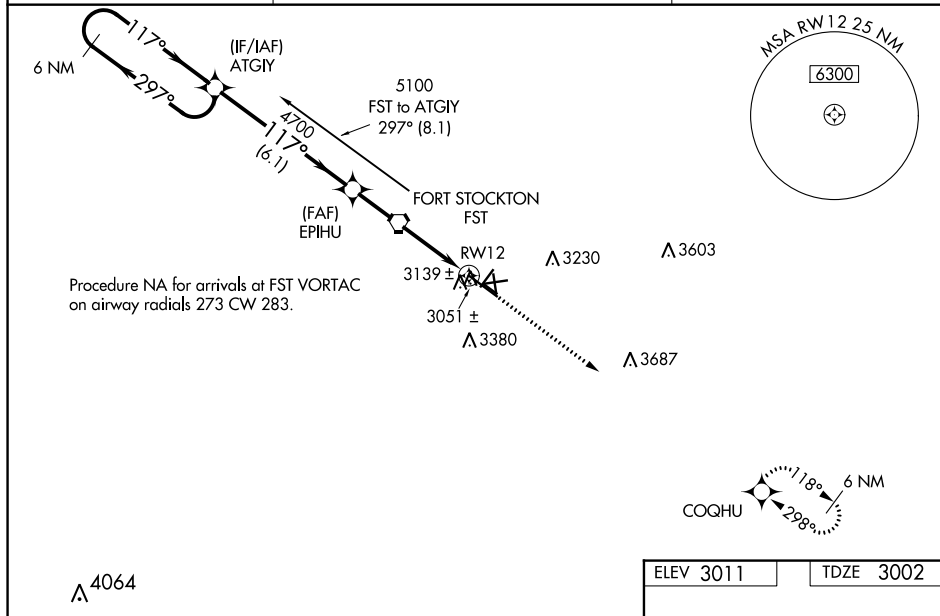 117°
297°
6 NM
(IF/IAF)
ATGIY
5100
FST to ATGIY
297° (8.1)
4700
117°
(6.1)
MSA RW12 25 NM
6300
(FAF)
EPIHU
FORT STOCKTON
FST
RW12
3139 ±
3051 ±
3230
3603
3380
3687
Procedure NA for arrivals at FST VORTAC
on airway radials 273 CW 283.
COQHU
118°
298°
6 NM
4064
ELEV 3011
TDZE 3002